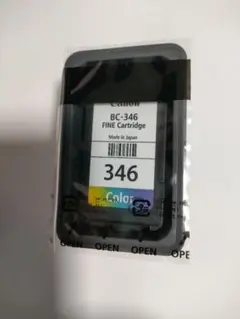 Canon
BC-346
FINE Cartridge
Made in Japan
346
Color
OPEN
OPEN
OPEN
OPEN